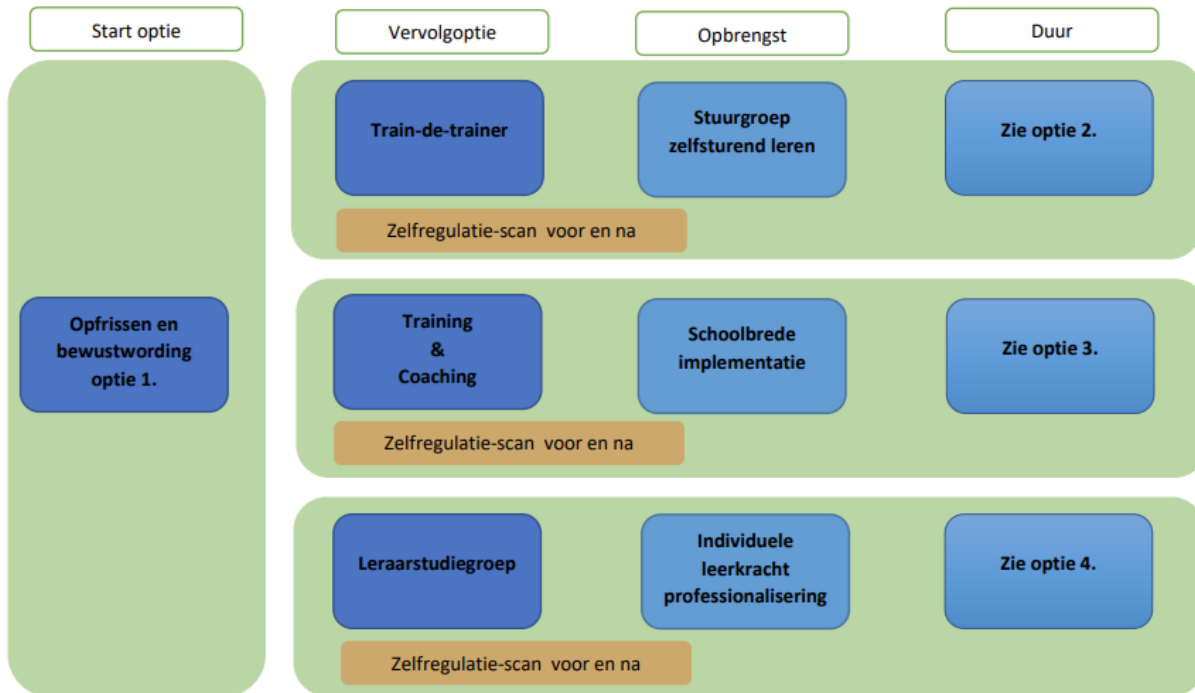 Start optie
Vervolgoptie
Opbrengst
Duur
Opfrissen en
bewustwording
optie 1.
Train-de-trainer
Stuurgroep
zelfsturend leren
Zie optie 2.
Zelfregulatie-scan voor en na
Training
&
Coaching
Schoolbrede
implementatie
Zie optie 3.
Zelfregulatie-scan voor en na
Leraarstudiegroep
Individuele
leerkracht
professionalisering
Zie optie 4.
Zelfregulatie-scan voor en na